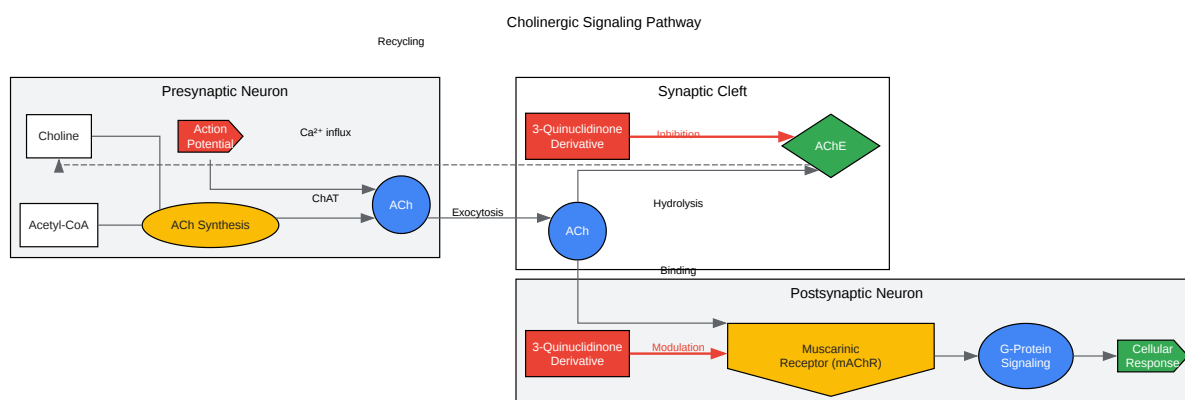 Cholinergic Signaling Pathway
Recycling
Presynaptic Neuron
Choline
Action
Potential
Ca²⁺ influx
Acetyl-CoA
ACh Synthesis
ChAT
ACh
Exocytosis
Synaptic Cleft
3-Quinuclidinone
Derivative
Inhibition
AChE
ACh
Hydrolysis
Binding
Postsynaptic Neuron
3-Quinuclidinone
Derivative
Modulation
Muscarinic
Receptor (mAChR)
G-Protein
Signaling
Cellular
Response